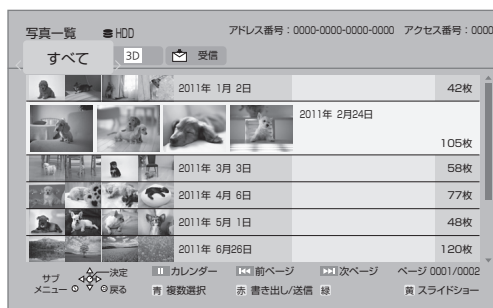 写真一覧 HDD アドレス番号：0000-0000-0000-0000 アクセス番号：0000
すべて 3D 受信
2011年 1月 2日 42枚
2011年 2月24日
105枚
2011年 3月 3日 58枚
2011年 4月 6日 77枚
2011年 5月 1日 48枚
2011年 6月26日 120枚
サブメニュー 決定 戻る カレンダー 前ページ 次ページ ページ 0001/0002
青 複数選択 赤 書き出し/送信 緑 黄 スライドショー